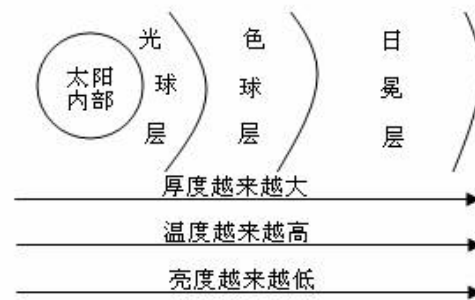 太阳
内部
光球层
色球层
日冕层
厚度越来越大
温度越来越高
亮度越来越低